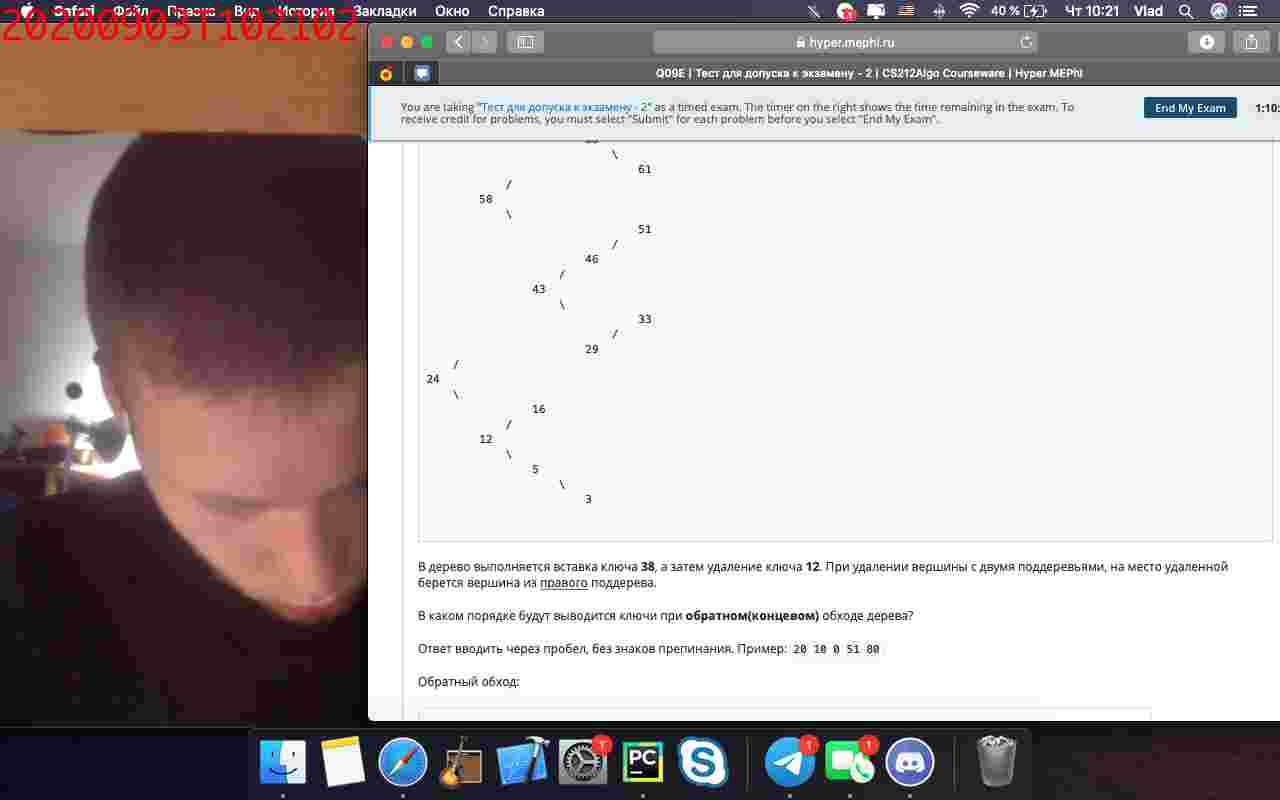 20200903T102102
Safari Файл Правка Вид История Закладки Окно Справка
40 % Чт 10:21 Vlad
hyper.mephi.ru
Q09E | Тест для допуска к экзамену - 2 | CS212Algo Courseware | Hyper.MEPhI
You are taking "Тест для допуска к экзамену - 2" as a timed exam. The timer on the right shows the time remaining in the exam. To
receive credit for problems, you must select "Submit" for each problem before you select "End My Exam".
End My Exam
1:10:
\
61
/
58
\
51
/
46
/
43
\
33
/
29
/
24
\
16
/
12
\
5
\
3
В дерево выполняется вставка ключа 38, а затем удаление ключа 12. При удалении вершины с двумя поддеревьями, на место удаленной
берется вершина из правого поддерева.
В каком порядке будут выводится ключи при обратном(концевом) обходе дерева?
Ответ вводить через пробел, без знаков препинания. Пример: 20 10 0 51 80
Обратный обход:
1
PC
1
1